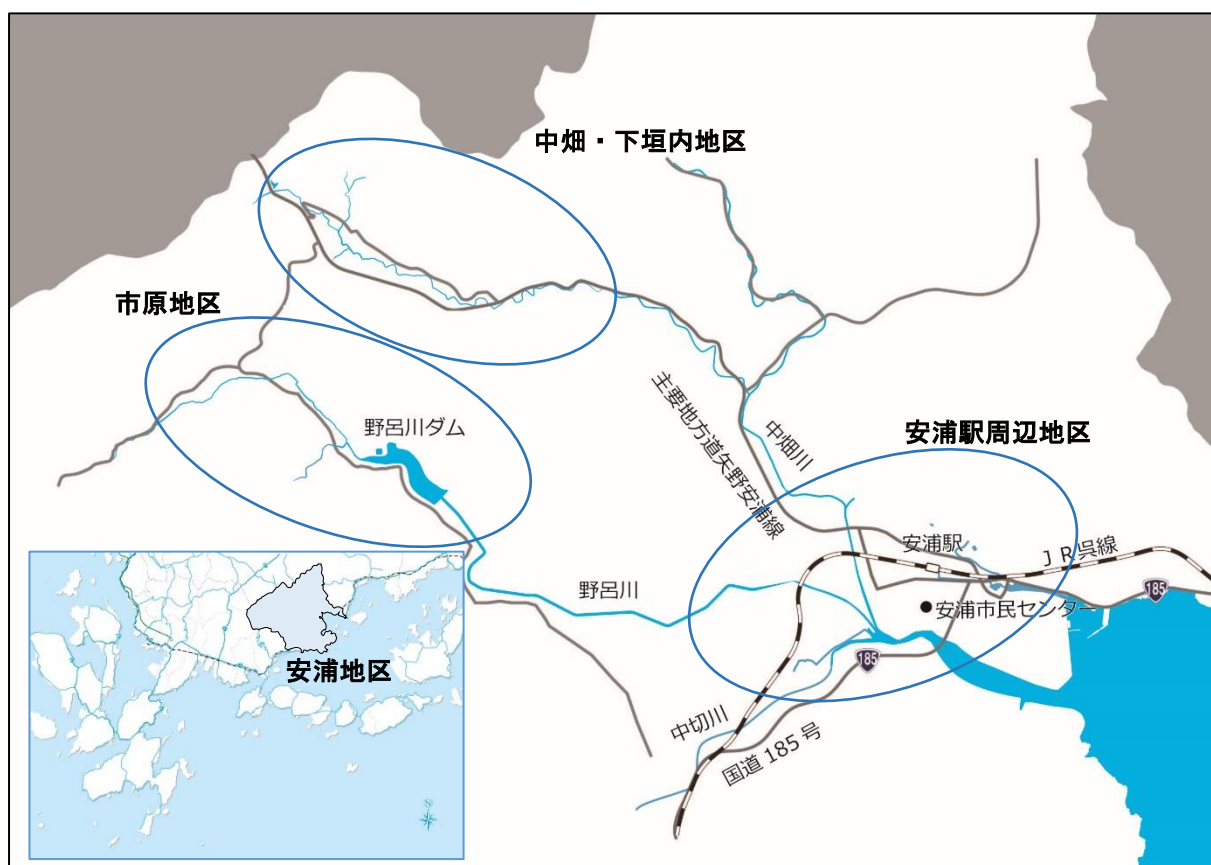 中畑・下垣内地区
市原地区
野呂川ダム
主要地方道矢野安浦線
中畑川
安浦駅周辺地区
安浦駅
JR呉線
185
安浦市民センター
野呂川
185
中切川
国道185号
安浦地区
N